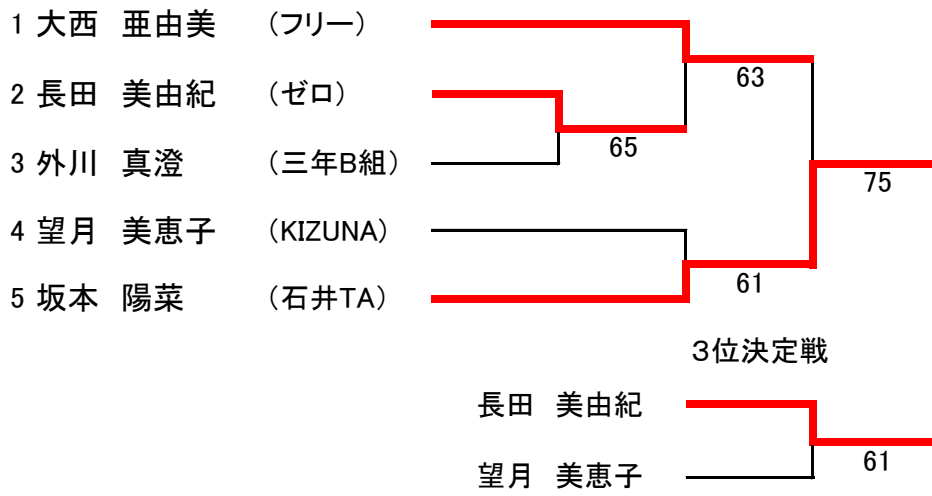 1 大西 亜由美 (フリー)
63
2 長田 美由紀 (ゼロ)
65
3 外川 真澄 (三年B組)
75
4 望月 美恵子 (KIZUNA)
61
5 坂本 陽菜 (石井TA)
3位決定戦
長田 美由紀
61
望月 美恵子